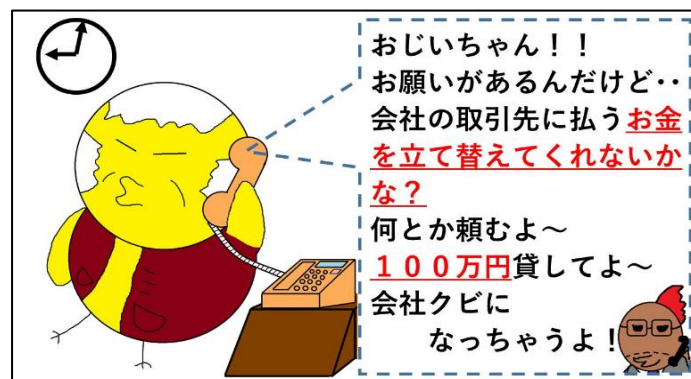 おじいちゃん！！
お願いがあるんだけど‥
会社の取引先に払うお金
を立て替えてくれないか
な？
何とか頼むよ～
１００万円貸してよ～
会社クビに
なっちゃうよ！